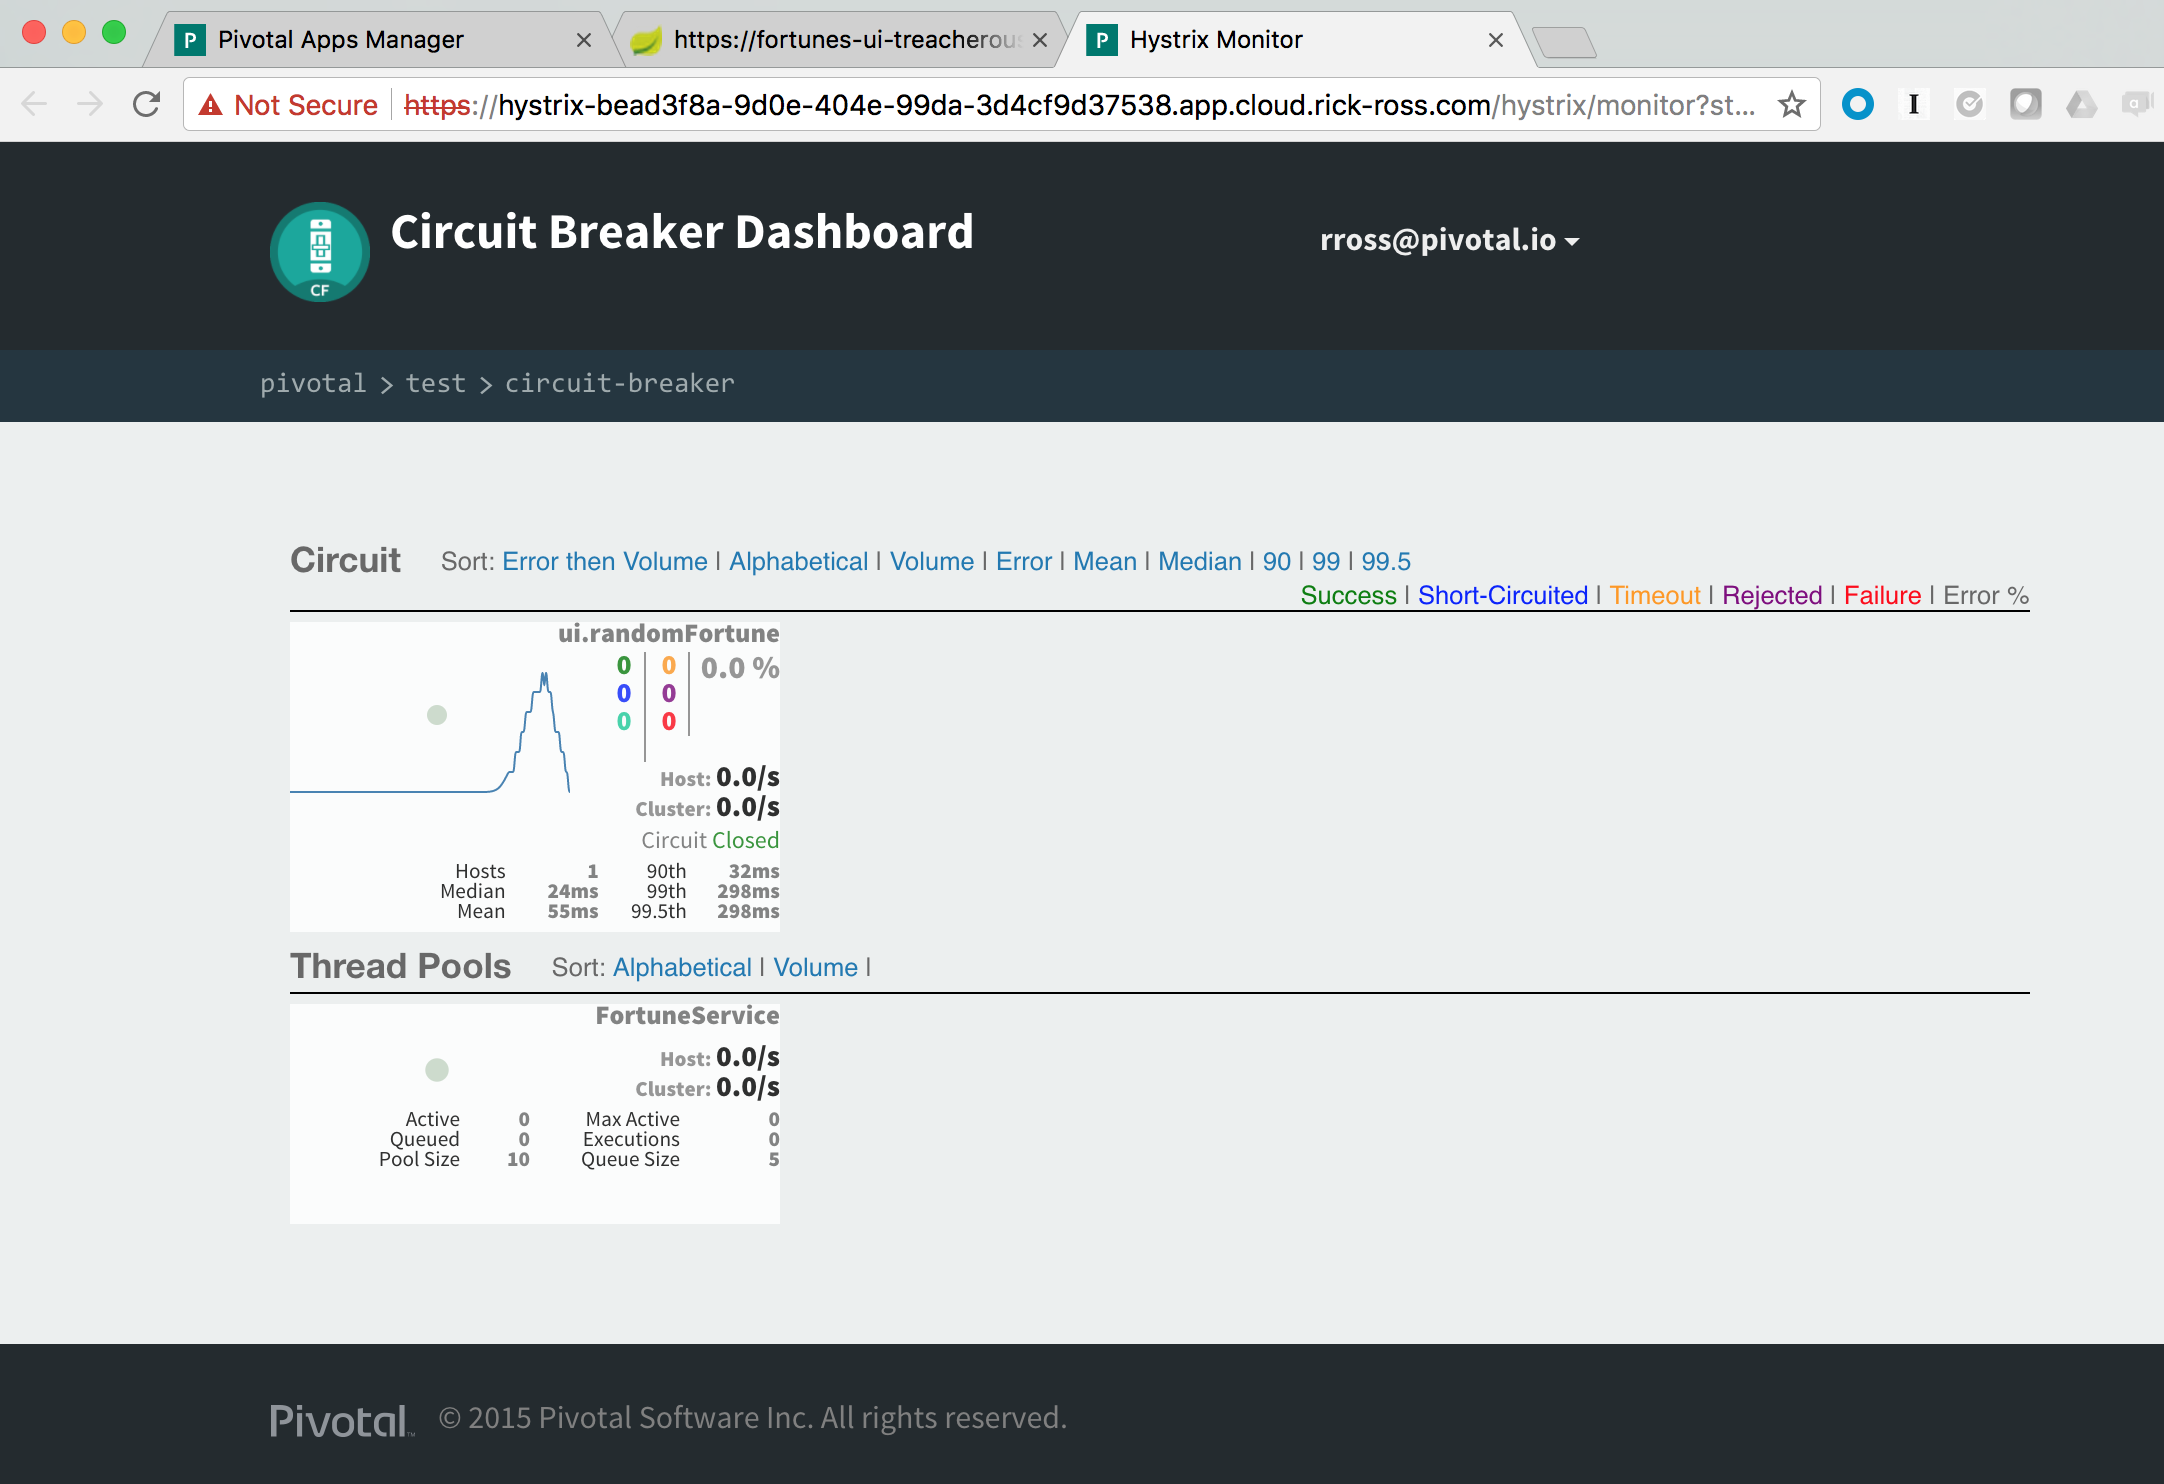 Pivotal Apps Manager
https://fortunes-ui-treacherous
Hystrix Monitor
Not Secure https://hystrix-bead3f8a-9d0e-404e-99da-3d4cf9d37538.app.cloud.rick-ross.com/hystrix/monitor?st...
CF
Circuit Breaker Dashboard
rross@pivotal.io
pivotal > test > circuit-breaker
Circuit Sort: Error then Volume | Alphabetical | Volume | Error | Mean | Median | 90 | 99 | 99.5
Success | Short-Circuited | Timeout | Rejected | Failure | Error %
ui.randomFortune
0 0 0.0 %
0 0
0 0
Host: 0.0/s
Cluster: 0.0/s
Circuit Closed
Hosts 1 90th 32ms
Median 24ms 99th 298ms
Mean 55ms 99.5th 298ms
Thread Pools Sort: Alphabetical | Volume |
FortuneService
Host: 0.0/s
Cluster: 0.0/s
Active 0 Max Active 0
Queued 0 Executions 0
Pool Size 10 Queue Size 5
Pivotal™ © 2015 Pivotal Software Inc. All rights reserved.